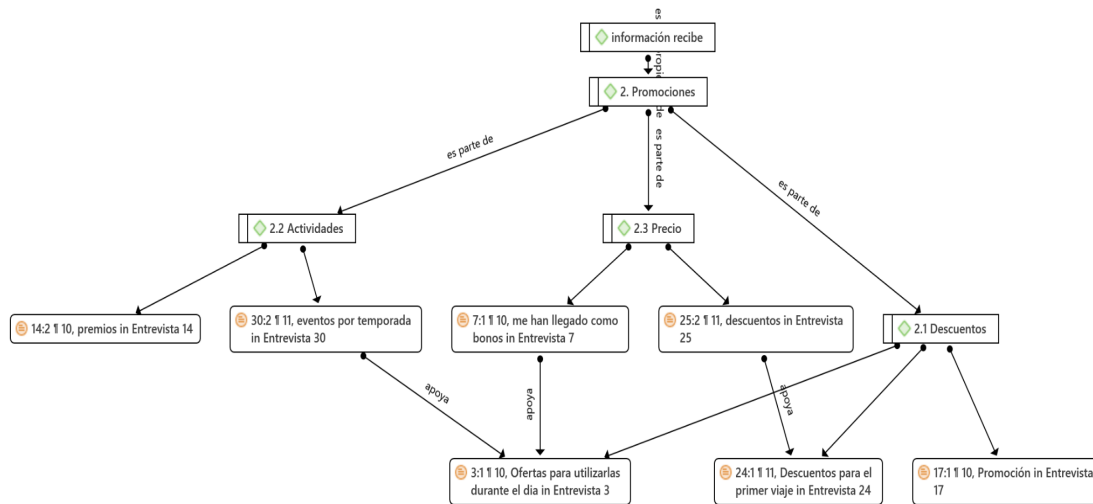 es
información recibe
propie
de
2. Promociones
es parte de
es parte de
es parte de
2.2 Actividades
2.3 Precio
14:2 ¶ 10, premios in Entrevista 14
30:2 ¶ 11, eventos por temporada
in Entrevista 30
7:1 ¶ 10, me han llegado como
bonos in Entrevista 7
25:2 ¶ 11, descuentos in Entrevista
25
2.1 Descuentos
apoya
apoya
apoya
3:1 ¶ 10, Ofertas para utilizarlas
durante el dia in Entrevista 3
24:1 ¶ 11, Descuentos para el
primer viaje in Entrevista 24
17:1 ¶ 10, Promoción in Entrevista
17